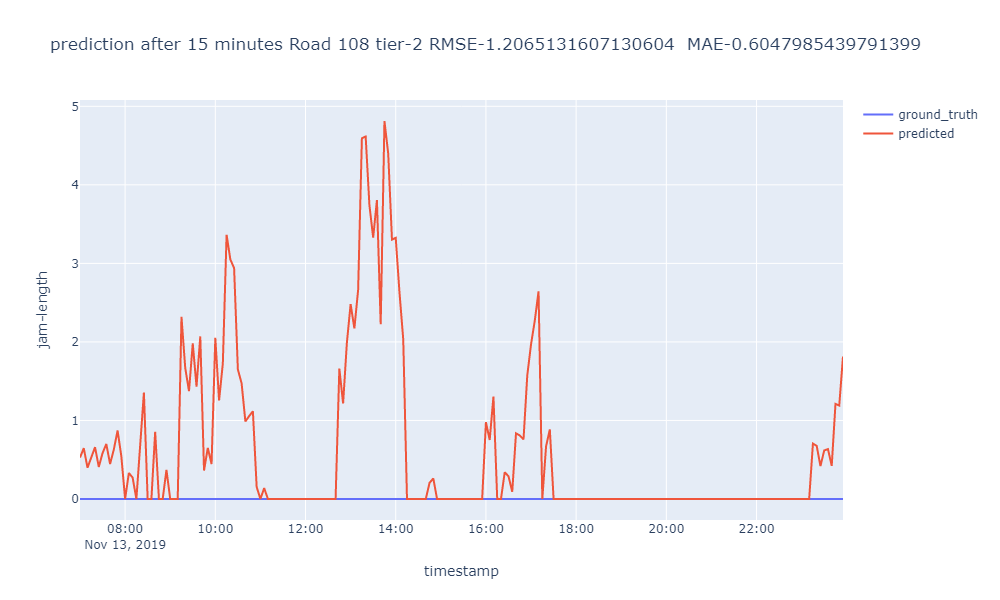 prediction after 15 minutes Road 108 tier-2 RMSE-1.2065131607130604  MAE-0.6047985439791399
ground_truth
predicted
jam-length
5
4
3
2
1
0
08:00 10:00 12:00 14:00 16:00 18:00 20:00 22:00
Nov 13, 2019
timestamp